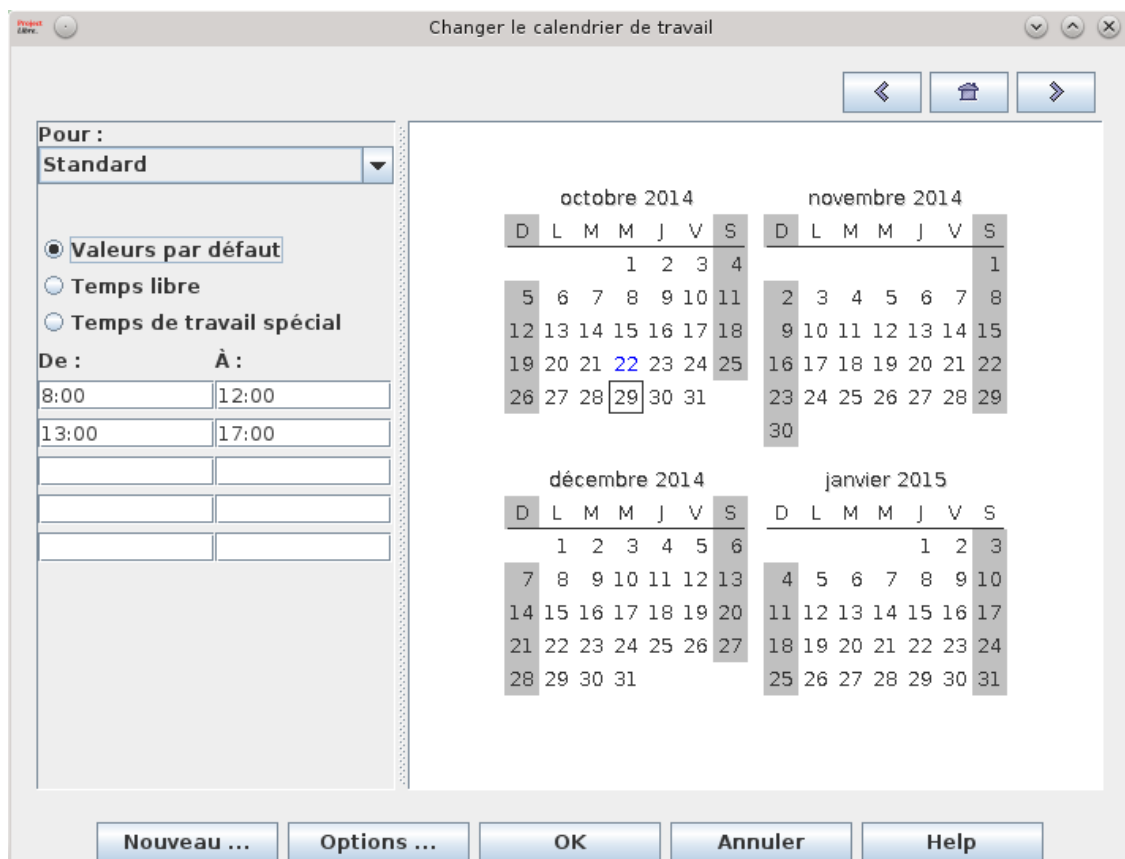 Project
Libre.
Changer le calendrier de travail
Pour :
Standard
Valeurs par défaut
Temps libre
Temps de travail spécial
De : À :
8:00 12:00
13:00 17:00
octobre 2014
D L M M J V S
1 2 3 4
5 6 7 8 9 10 11
12 13 14 15 16 17 18
19 20 21 22 23 24 25
26 27 28 29 30 31
novembre 2014
D L M M J V S
1
2 3 4 5 6 7 8
9 10 11 12 13 14 15
16 17 18 19 20 21 22
23 24 25 26 27 28 29
30
décembre 2014
D L M M J V S
1 2 3 4 5 6
7 8 9 10 11 12 13
14 15 16 17 18 19 20
21 22 23 24 25 26 27
28 29 30 31
janvier 2015
D L M M J V S
1 2 3
4 5 6 7 8 9 10
11 12 13 14 15 16 17
18 19 20 21 22 23 24
25 26 27 28 29 30 31
Nouveau ... Options ... OK Annuler Help